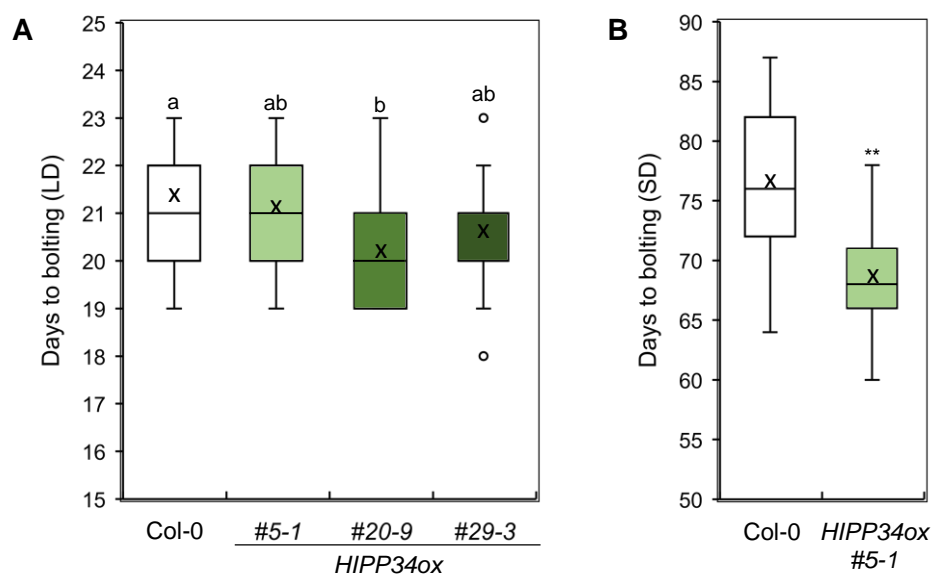 A
Days to bolting (LD)
25
24
23
22
21
20
19
18
17
16
15
a
ab
b
ab
x
x
x
x
Col-0
#5-1
#20-9
#29-3
HIPP34ox
B
Days to bolting (SD)
90
85
80
75
70
65
60
55
50
**
x
x
Col-0
HIPP34ox
#5-1